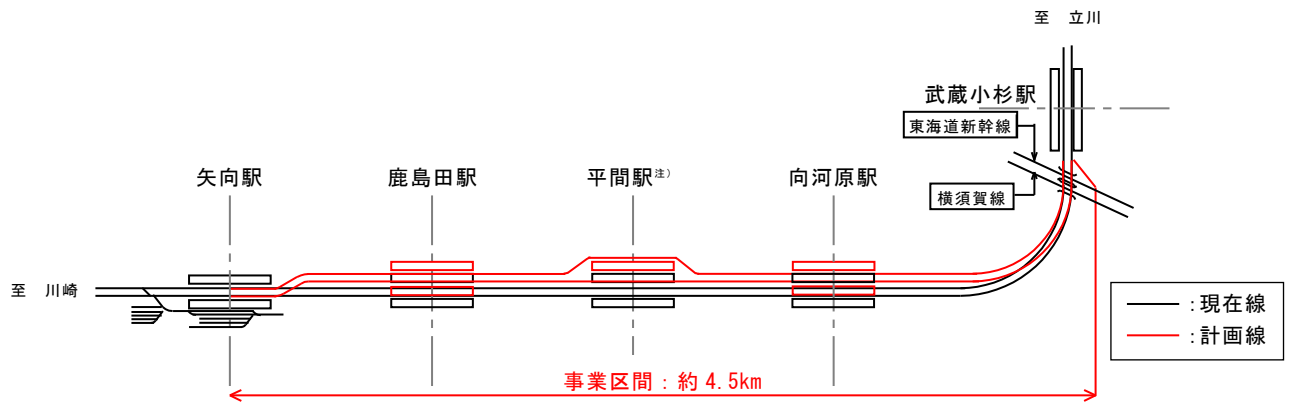 至 立川
武蔵小杉駅
東海道新幹線
矢向駅
鹿島田駅
平間駅注）
向河原駅
横須賀線
至 川崎
：現在線
：計画線
事業区間：約4.5km